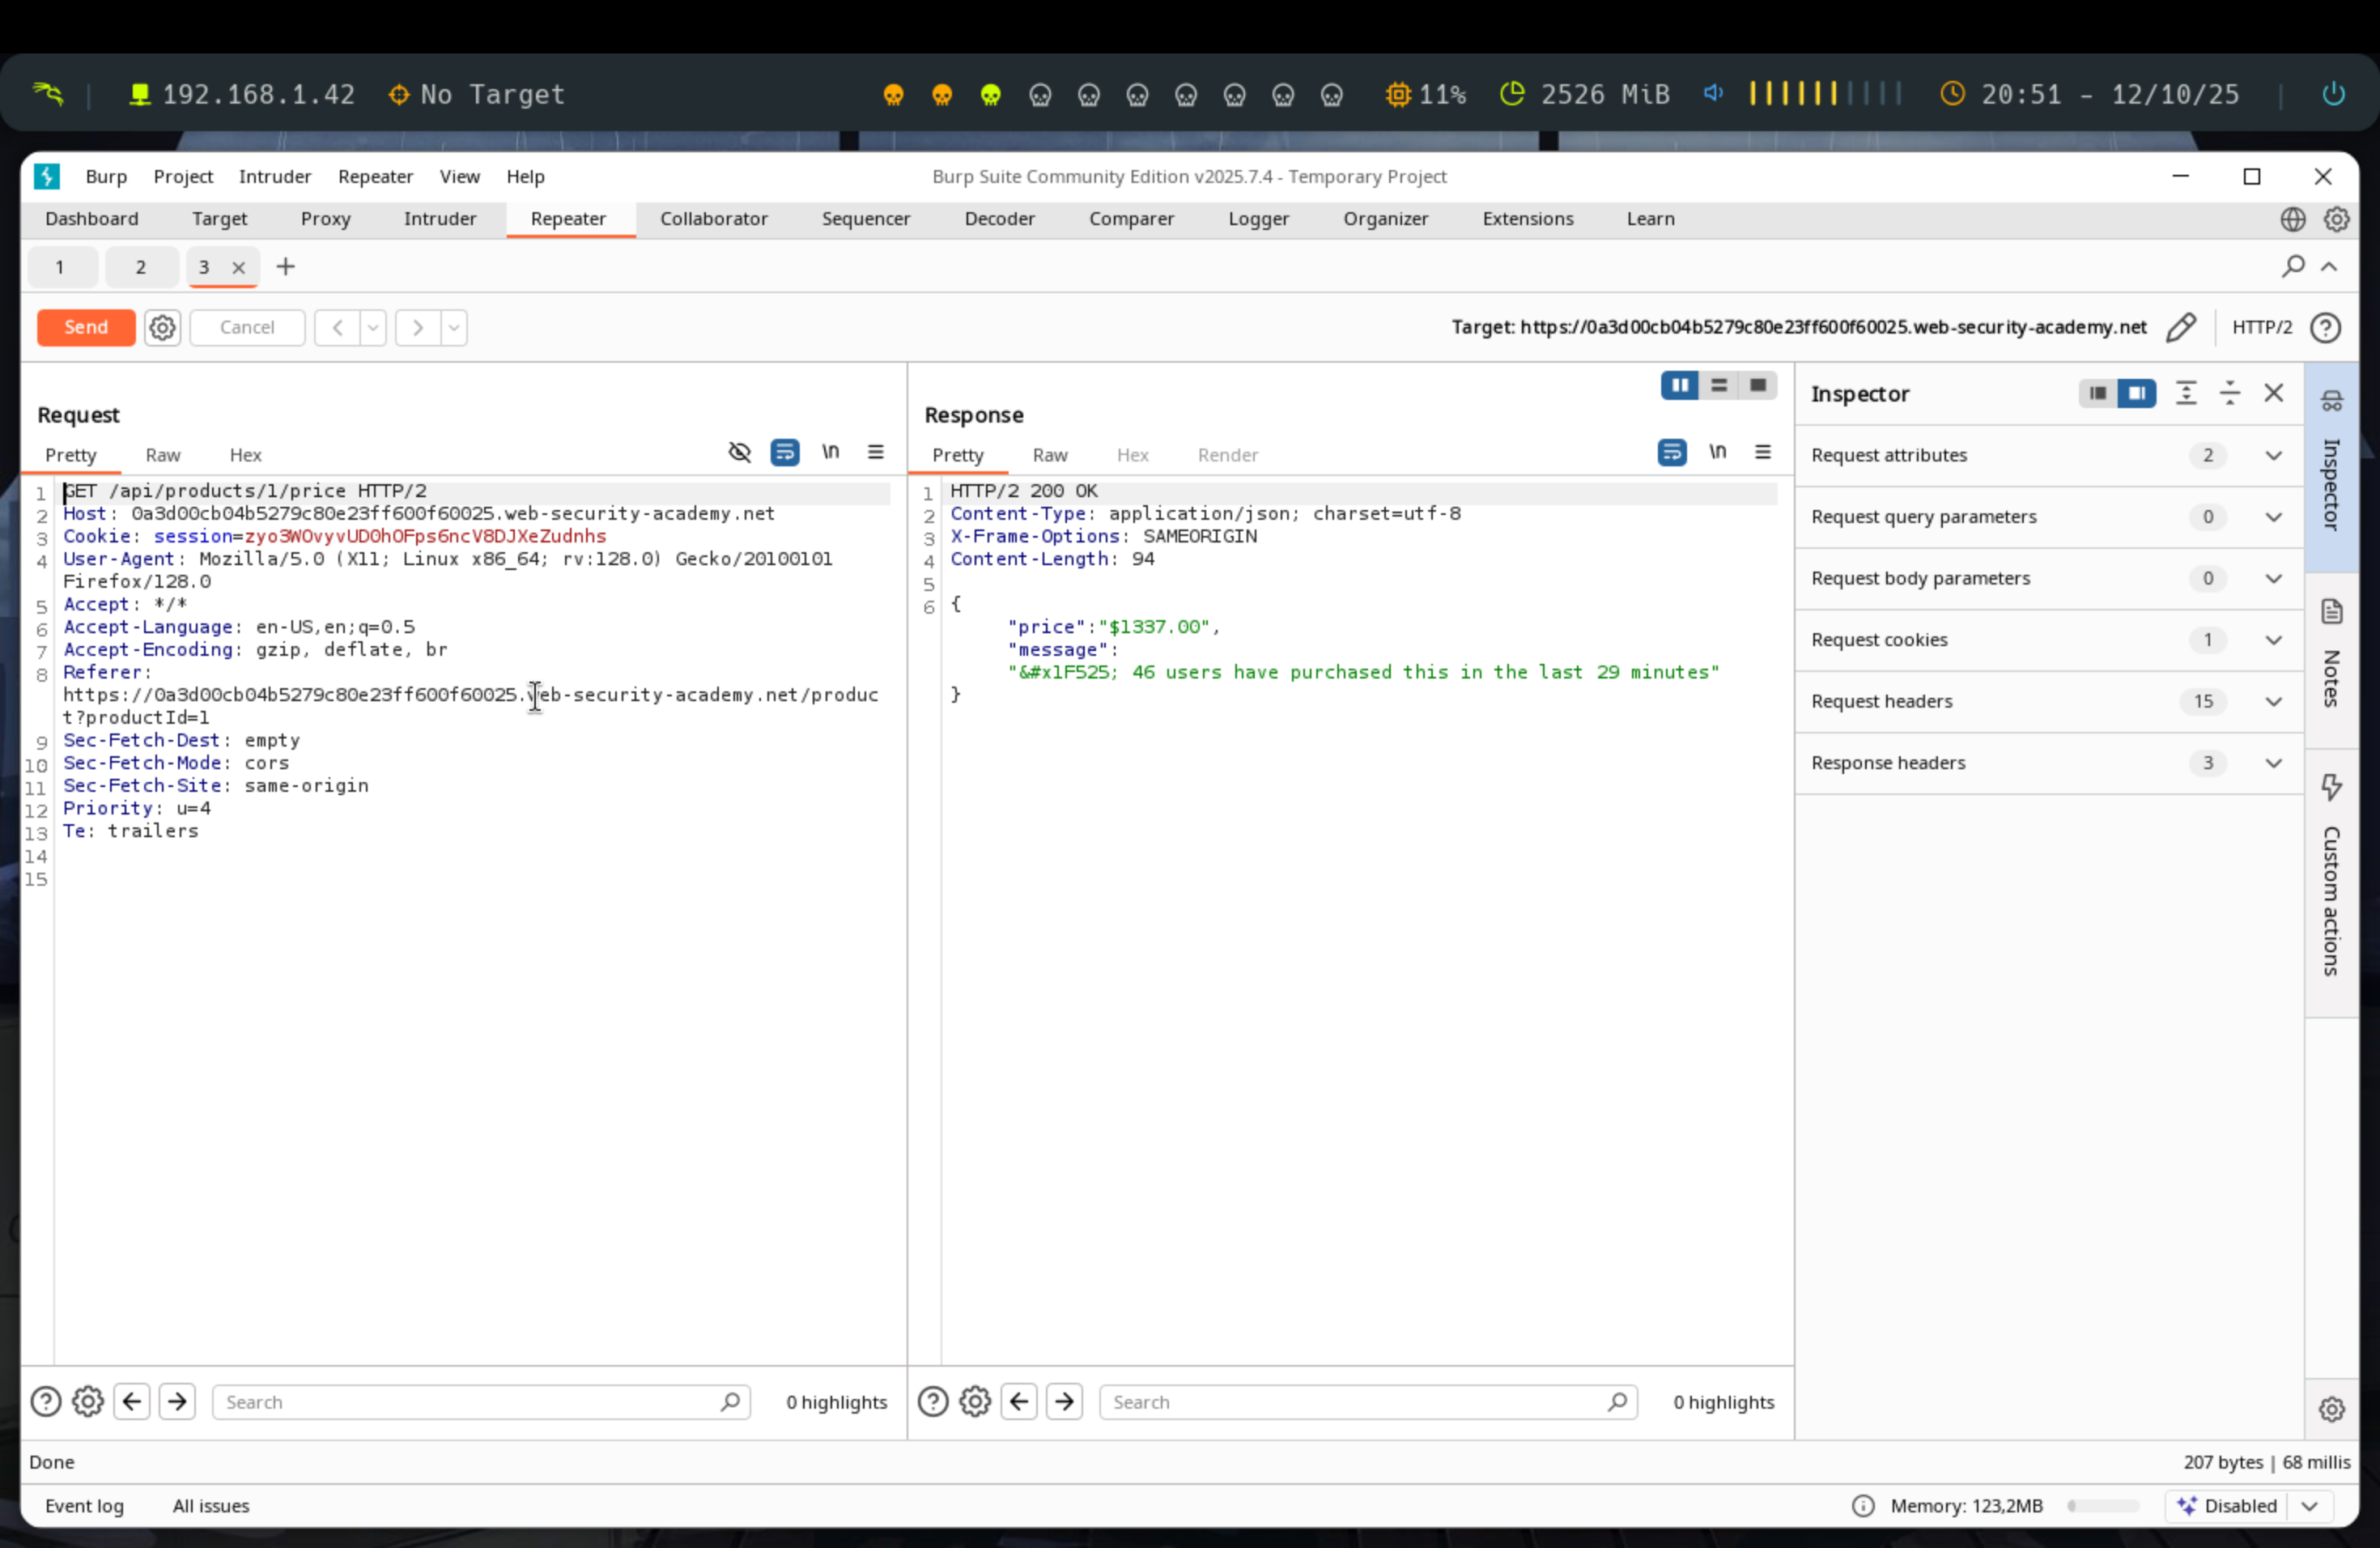 192.168.1.42 No Target 11% 2526 MiB 20:51 - 12/10/25
Burp Project Intruder Repeater View Help Burp Suite Community Edition v2025.7.4 - Temporary Project
Dashboard Target Proxy Intruder Repeater Collaborator Sequencer Decoder Comparer Logger Organizer Extensions Learn
1 2 3 × +
Send Cancel < > Target: https://0a3d00cb04b5279c80e23ff600f60025.web-security-academy.net HTTP/2 ?
Request
Pretty Raw Hex \n
1 GET /api/products/1/price HTTP/2
2 Host: 0a3d00cb04b5279c80e23ff600f60025.web-security-academy.net
3 Cookie: session=zyo3WOvyvUD0hOFps6ncV8DJXeZudnhs
4 User-Agent: Mozilla/5.0 (X11; Linux x86_64; rv:128.0) Gecko/20100101
Firefox/128.0
5 Accept: */*
6 Accept-Language: en-US,en;q=0.5
7 Accept-Encoding: gzip, deflate, br
8 Referer:
https://0a3d00cb04b5279c80e23ff600f60025.web-security-academy.net/produc
t?productId=1
9 Sec-Fetch-Dest: empty
10 Sec-Fetch-Mode: cors
11 Sec-Fetch-Site: same-origin
12 Priority: u=4
13 Te: trailers
14
15
Search 0 highlights
Response
Pretty Raw Hex Render \n
1 HTTP/2 200 OK
2 Content-Type: application/json; charset=utf-8
3 X-Frame-Options: SAMEORIGIN
4 Content-Length: 94
5
6 {
"price":"$1337.00",
"message":
"&#x1F525; 46 users have purchased this in the last 29 minutes"
}
Search 0 highlights
Inspector
Request attributes 2
Request query parameters 0
Request body parameters 0
Request cookies 1
Request headers 15
Response headers 3
Inspector
Notes
Custom actions
Done 207 bytes | 68 millis
Event log All issues Memory: 123,2MB Disabled